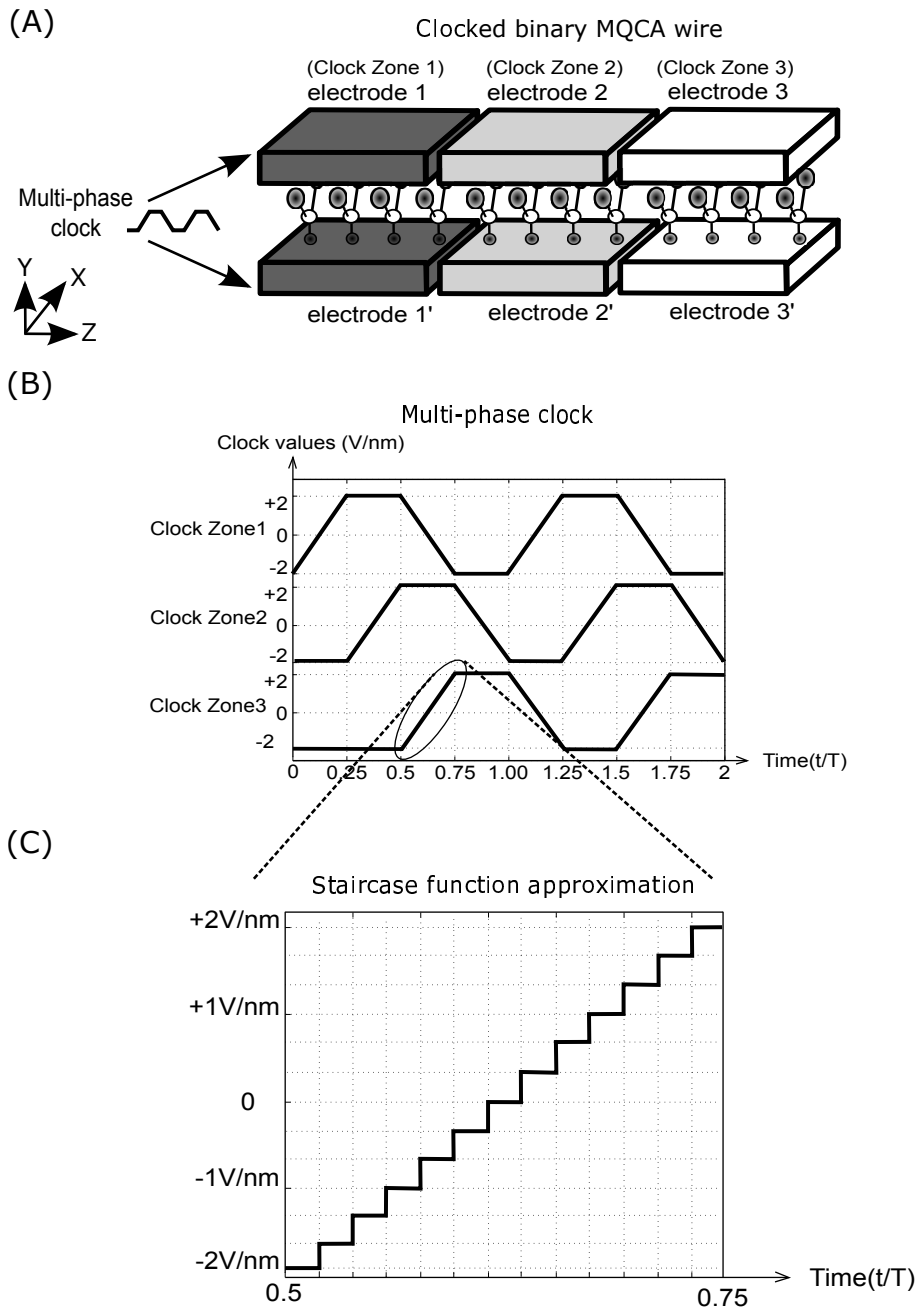 (A)
Clocked binary MQCA wire
(Clock Zone 1) (Clock Zone 2) (Clock Zone 3)
electrode 1 electrode 2 electrode 3
Multi-phase
clock
Y X
Z
electrode 1' electrode 2' electrode 3'
(B)
Multi-phase clock
Clock values (V/nm)
+2
Clock Zone1 0
-2
+2
Clock Zone2 0
-2
+2
Clock Zone3 0
-2
0 0.25 0.5 0.75 1.00 1.25 1.5 1.75 2 Time(t/T)
(C)
Staircase function approximation
+2V/nm
+1V/nm
0
-1V/nm
-2V/nm
0.5 0.75 Time(t/T)